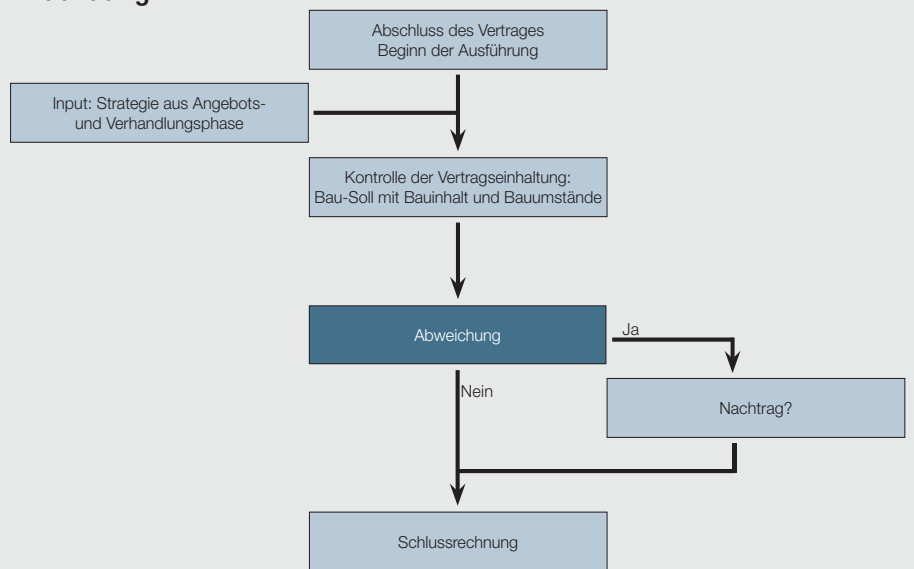 Abschluss des Vertrages
Beginn der Ausführung
Input: Strategie aus Angebots-
und Verhandlungsphase
Kontrolle der Vertragseinhaltung:
Bau-Soll mit Bauinhalt und Bauumstände
Abweichung
Ja
Nein
Nachtrag?
Schlussrechnung